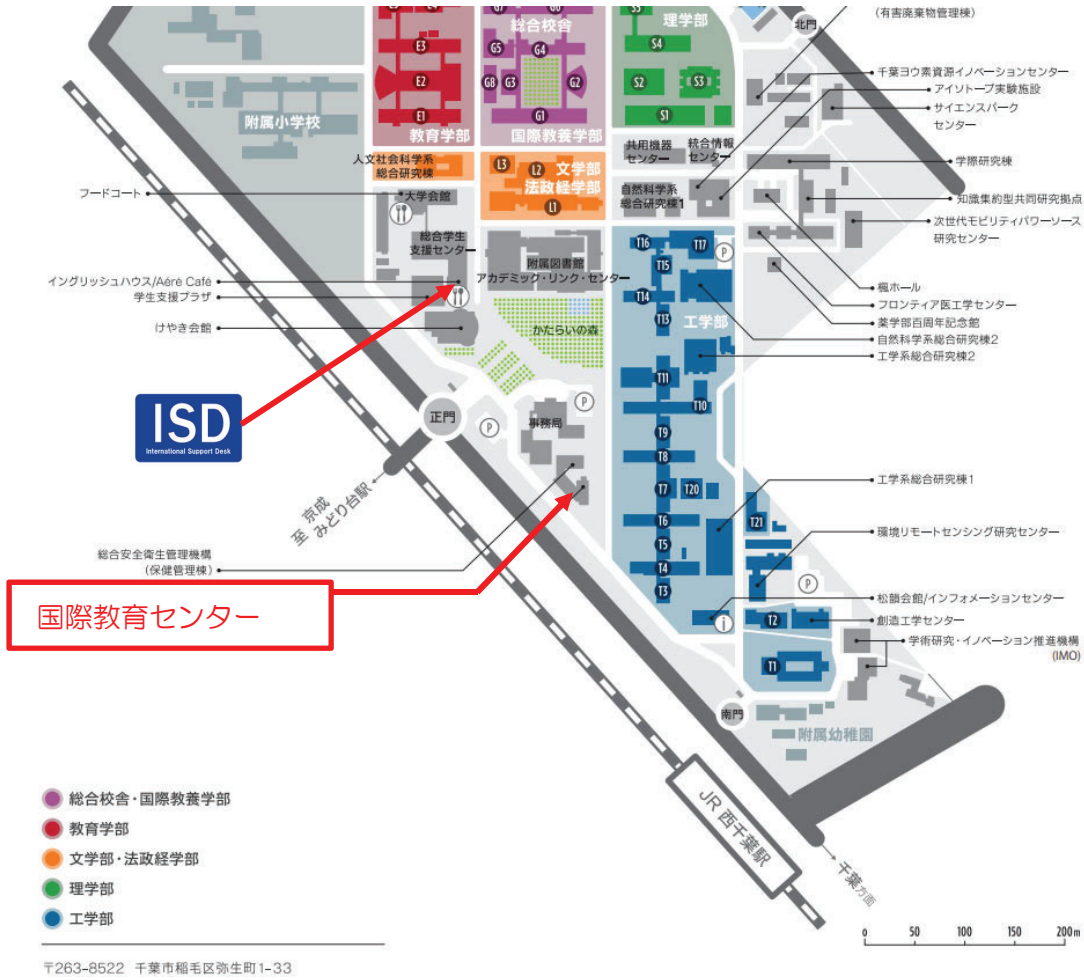 (有害廃棄物管理棟)
北門
総合校舎
理学部
G7
G6
S5
E3
G5
G4
S4
E2
G8
G3
G2
S2
S3
E1
G1
S1
附属小学校
教育学部
国際教養学部
千葉ヨウ素資源イノベーションセンター
アイソトープ実験施設
サイエンスパーク
センター
学際研究棟
知識集約型共同研究拠点
次世代モビリティパワーソース
研究センター
楓ホール
フロンティア医工学センター
薬学部百周年記念館
自然科学系総合研究棟2
工学系総合研究棟2
人文社会科学系
総合研究棟
L3
L2
文学部
法政経学部
L1
共用機器
センター
統合情報
センター
自然科学系
総合研究棟1
フードコート
大学会館
総合学生
支援センター
附属図書館
アカデミック・リンク・センター
イングリッシュハウス/Aéré Café
学生支援プラザ
けやき会館
かたらいの森
T16
T17
P
T15
T14
T13
工学部
T11
T10
P
T9
T8
T7
T20
T6
T5
T4
T3
T21
T2
T1
ISD
International Support Desk
正門
P
事務局
至 京成
みどり台駅
総合安全衛生管理機構
(保健管理棟)
国際教育センター
工学系総合研究棟1
環境リモートセンシング研究センター
P
松韻会館/インフォメーションセンター
i
創造工学センター
学術研究・イノベーション推進機構
(IMO)
南門
附属幼稚園
JR 西千葉駅
千葉方面
総合校舎・国際教養学部
教育学部
文学部・法政経学部
理学部
工学部
0 50 100 150 200m
〒263-8522 千葉市稲毛区弥生町1-33